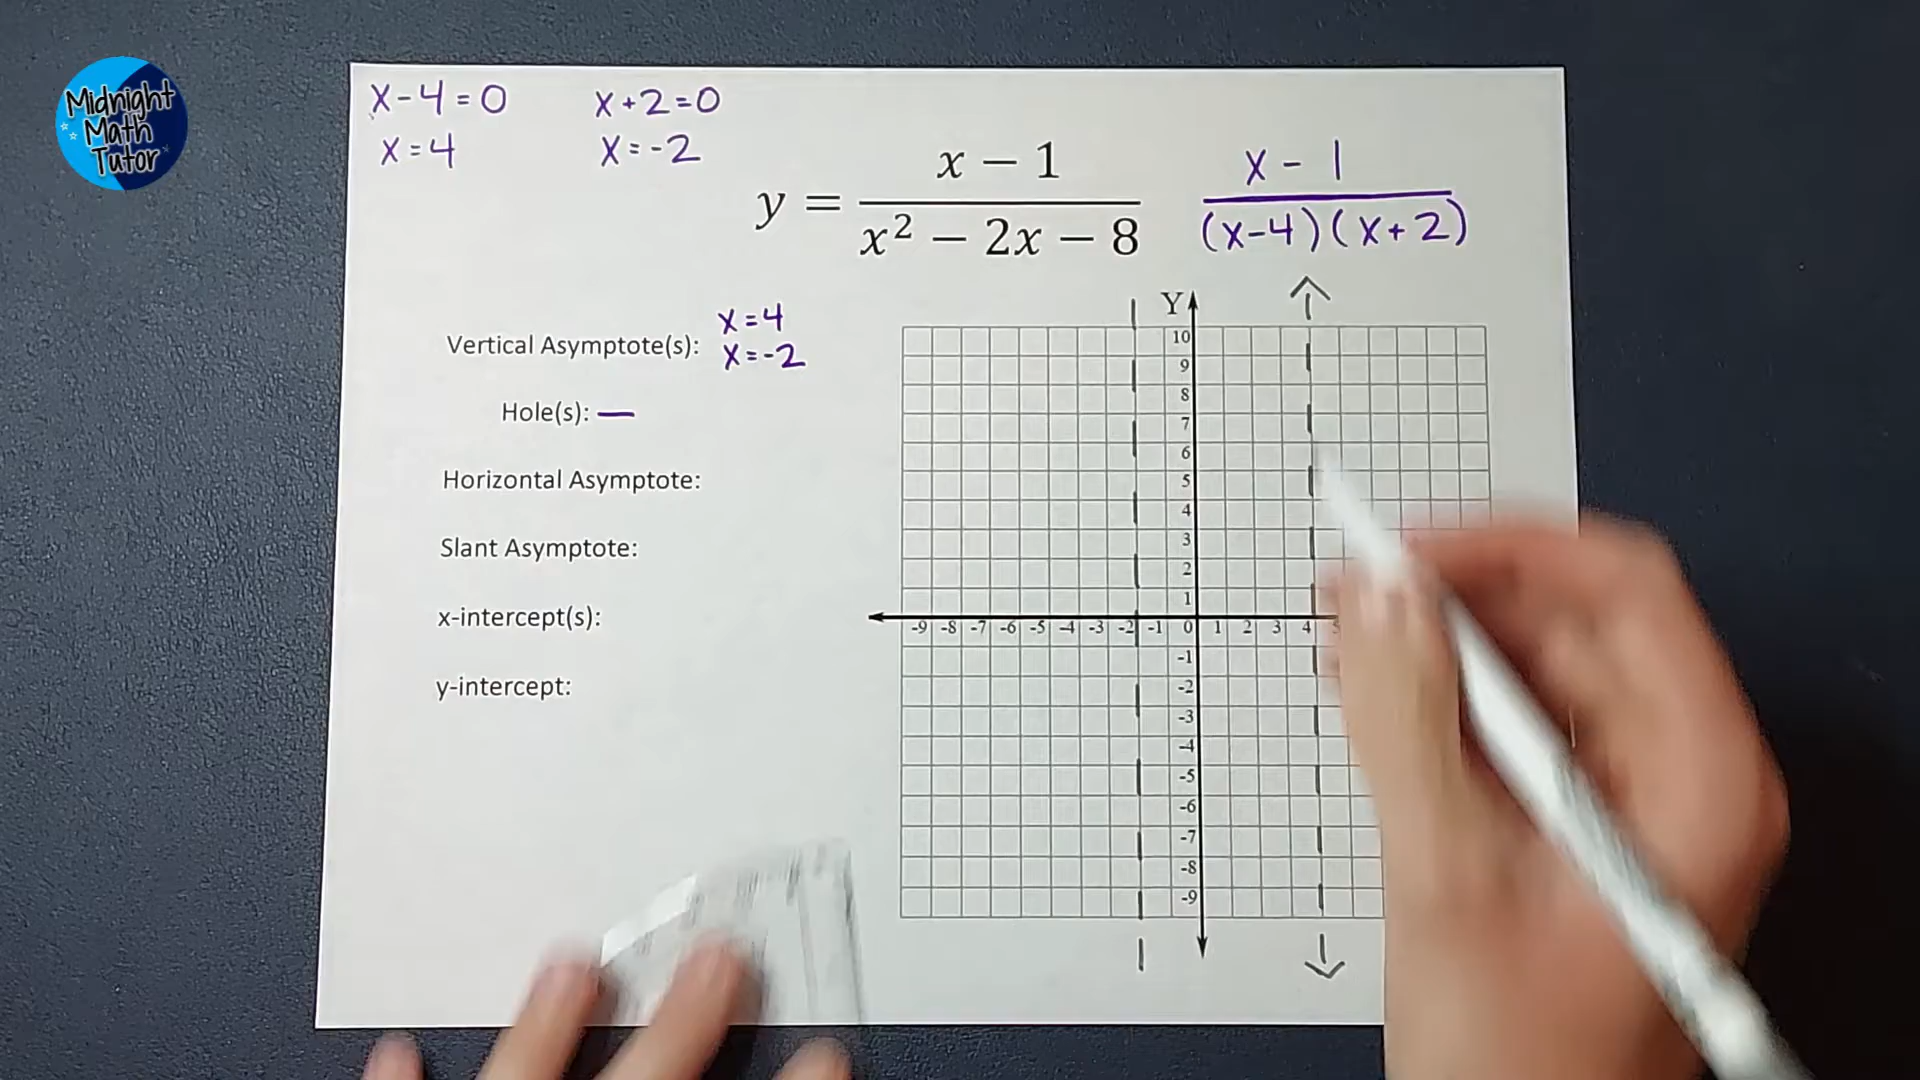 Midnight
Math
Tutor
x-4=0
x=4
x+2=0
x=-2
y = x − 1 / x² − 2x − 8
x-1 / (x-4)(x+2)
Vertical Asymptote(s): x=4
x=-2
Hole(s): —
Horizontal Asymptote:
Slant Asymptote:
x-intercept(s):
y-intercept:
Y
10
9
8
7
6
5
4
3
2
1
-9 -8 -7 -6 -5 -4 -3 -2 -1 0 1 2 3 4
-1
-2
-3
-4
-5
-6
-7
-8
-9